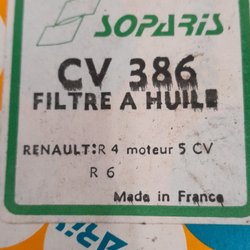 SOPARIS
CV 386
FILTRE A HUILE
RENAULT: R 4 moteur 5 CV
R 6
Made in France